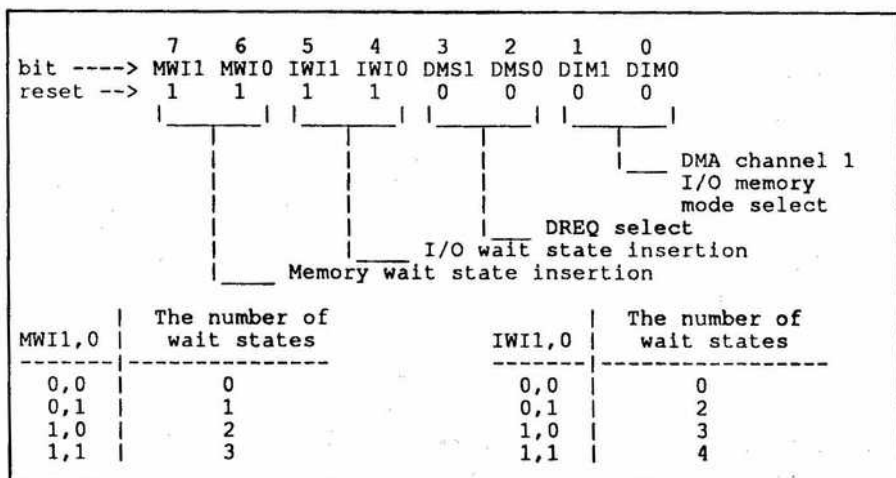 7 6 5 4 3 2 1 0
bit ----> MWI1 MWI0 IWI1 IWI0 DMS1 DMS0 DIM1 DIM0
reset --> 1 1 1 1 0 0 0 0
DMA channel 1
I/O memory
mode select
DREQ select
I/O wait state insertion
Memory wait state insertion
The number of The number of
MWI1,0 wait states IWI1,0 wait states
0,0 0 0,0 0
0,1 1 0,1 2
1,0 2 1,0 3
1,1 3 1,1 4